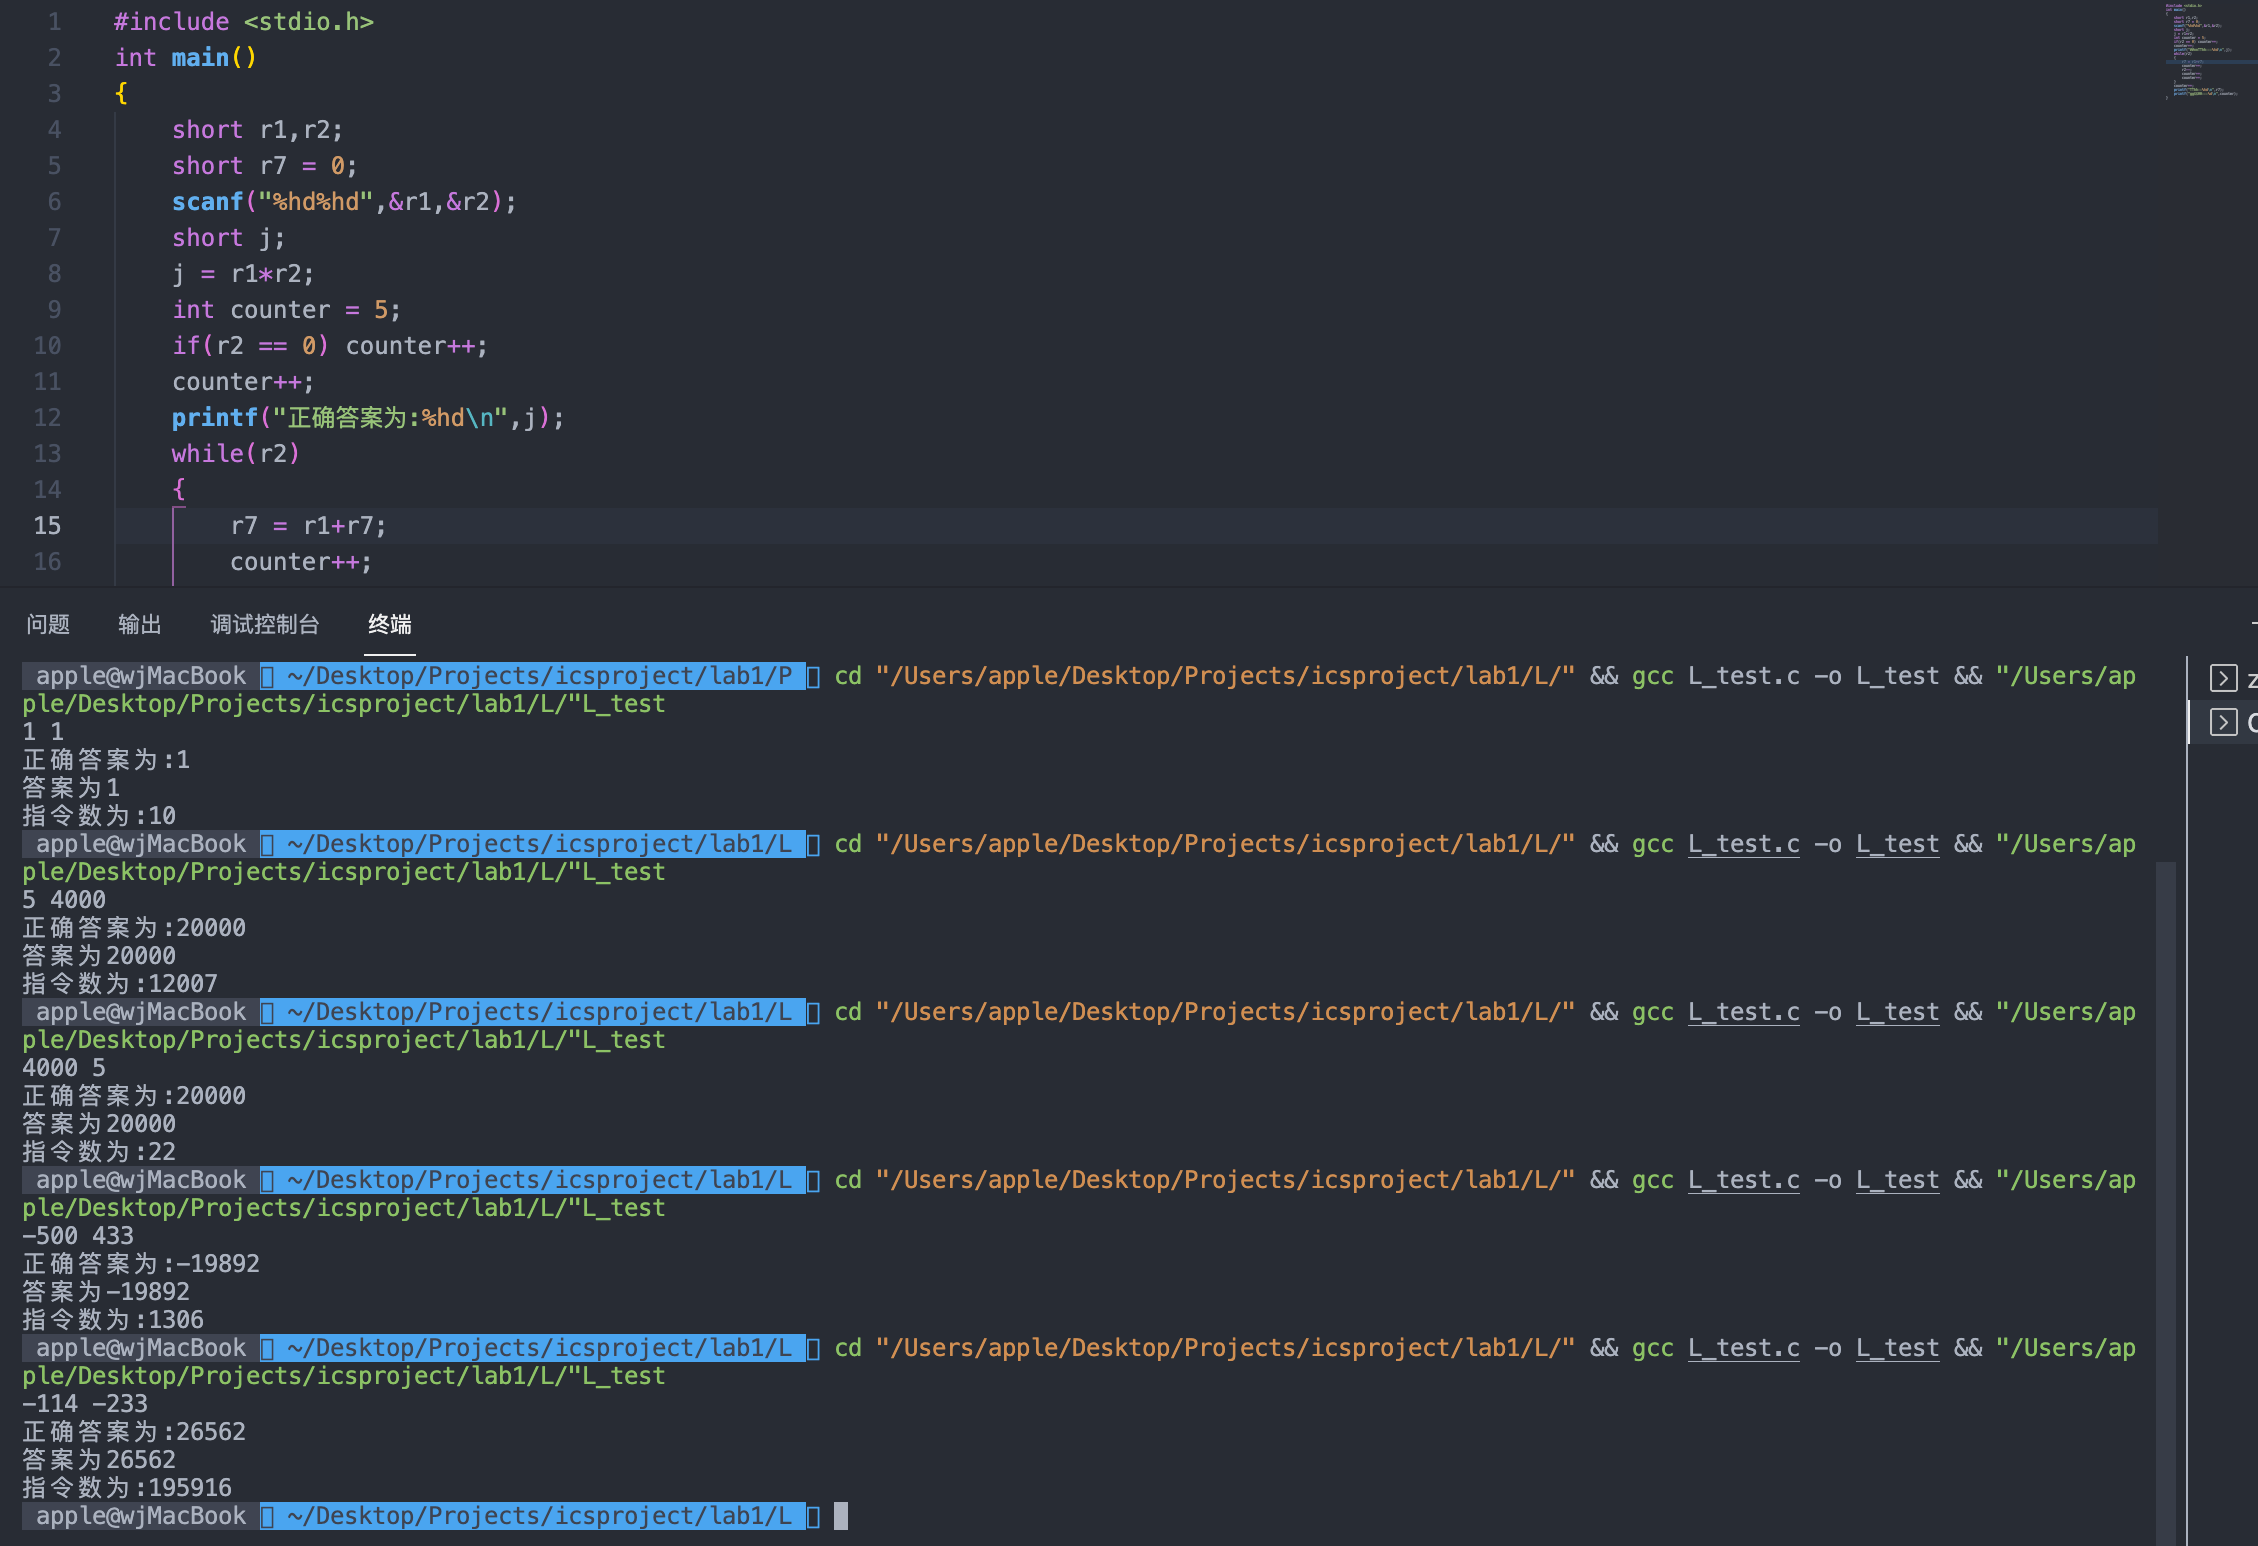 1 #include <stdio.h>
2 int main()
3 {
4 short r1,r2;
5 short r7 = 0;
6 scanf("%hd%hd",&r1,&r2);
7 short j;
8 j = r1*r2;
9 int counter = 5;
10 if(r2 == 0) counter++;
11 counter++;
12 printf("正确答案为:%hd\n",j);
13 while(r2)
14 {
15 r7 = r1+r7;
16 counter++;
问题 输出 调试控制台 终端
apple@wjMacBook ~/Desktop/Projects/icsproject/lab1/P cd "/Users/apple/Desktop/Projects/icsproject/lab1/L/" && gcc L_test.c -o L_test && "/Users/ap
ple/Desktop/Projects/icsproject/lab1/L/"L_test
1 1
正确答案为:1
答案为1
指令数为:10
apple@wjMacBook ~/Desktop/Projects/icsproject/lab1/L cd "/Users/apple/Desktop/Projects/icsproject/lab1/L/" && gcc L_test.c -o L_test && "/Users/ap
ple/Desktop/Projects/icsproject/lab1/L/"L_test
5 4000
正确答案为:20000
答案为20000
指令数为:12007
apple@wjMacBook ~/Desktop/Projects/icsproject/lab1/L cd "/Users/apple/Desktop/Projects/icsproject/lab1/L/" && gcc L_test.c -o L_test && "/Users/ap
ple/Desktop/Projects/icsproject/lab1/L/"L_test
4000 5
正确答案为:20000
答案为20000
指令数为:22
apple@wjMacBook ~/Desktop/Projects/icsproject/lab1/L cd "/Users/apple/Desktop/Projects/icsproject/lab1/L/" && gcc L_test.c -o L_test && "/Users/ap
ple/Desktop/Projects/icsproject/lab1/L/"L_test
-500 433
正确答案为:-19892
答案为-19892
指令数为:1306
apple@wjMacBook ~/Desktop/Projects/icsproject/lab1/L cd "/Users/apple/Desktop/Projects/icsproject/lab1/L/" && gcc L_test.c -o L_test && "/Users/ap
ple/Desktop/Projects/icsproject/lab1/L/"L_test
-114 -233
正确答案为:26562
答案为26562
指令数为:195916
apple@wjMacBook ~/Desktop/Projects/icsproject/lab1/L